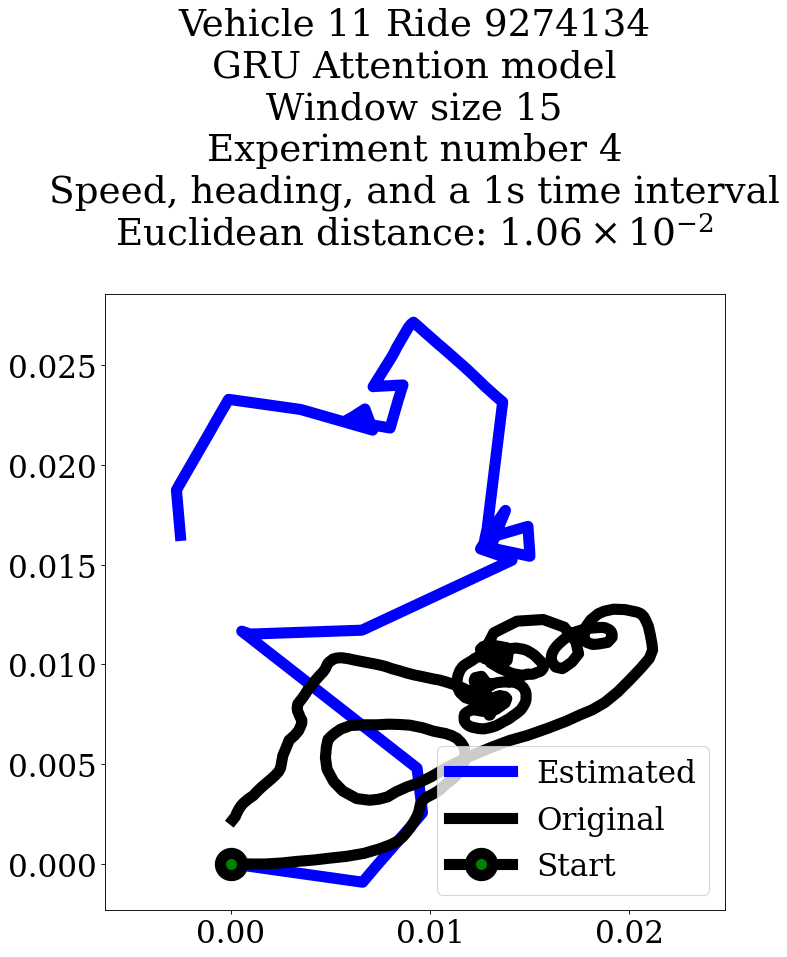 Vehicle 11 Ride 9274134
GRU Attention model
Window size 15
Experiment number 4
Speed, heading, and a 1s time interval
Euclidean distance: 1.06 × 10⁻²
0.025
0.020
0.015
0.010
0.005
0.000
Estimated
Original
Start
0.00 0.01 0.02